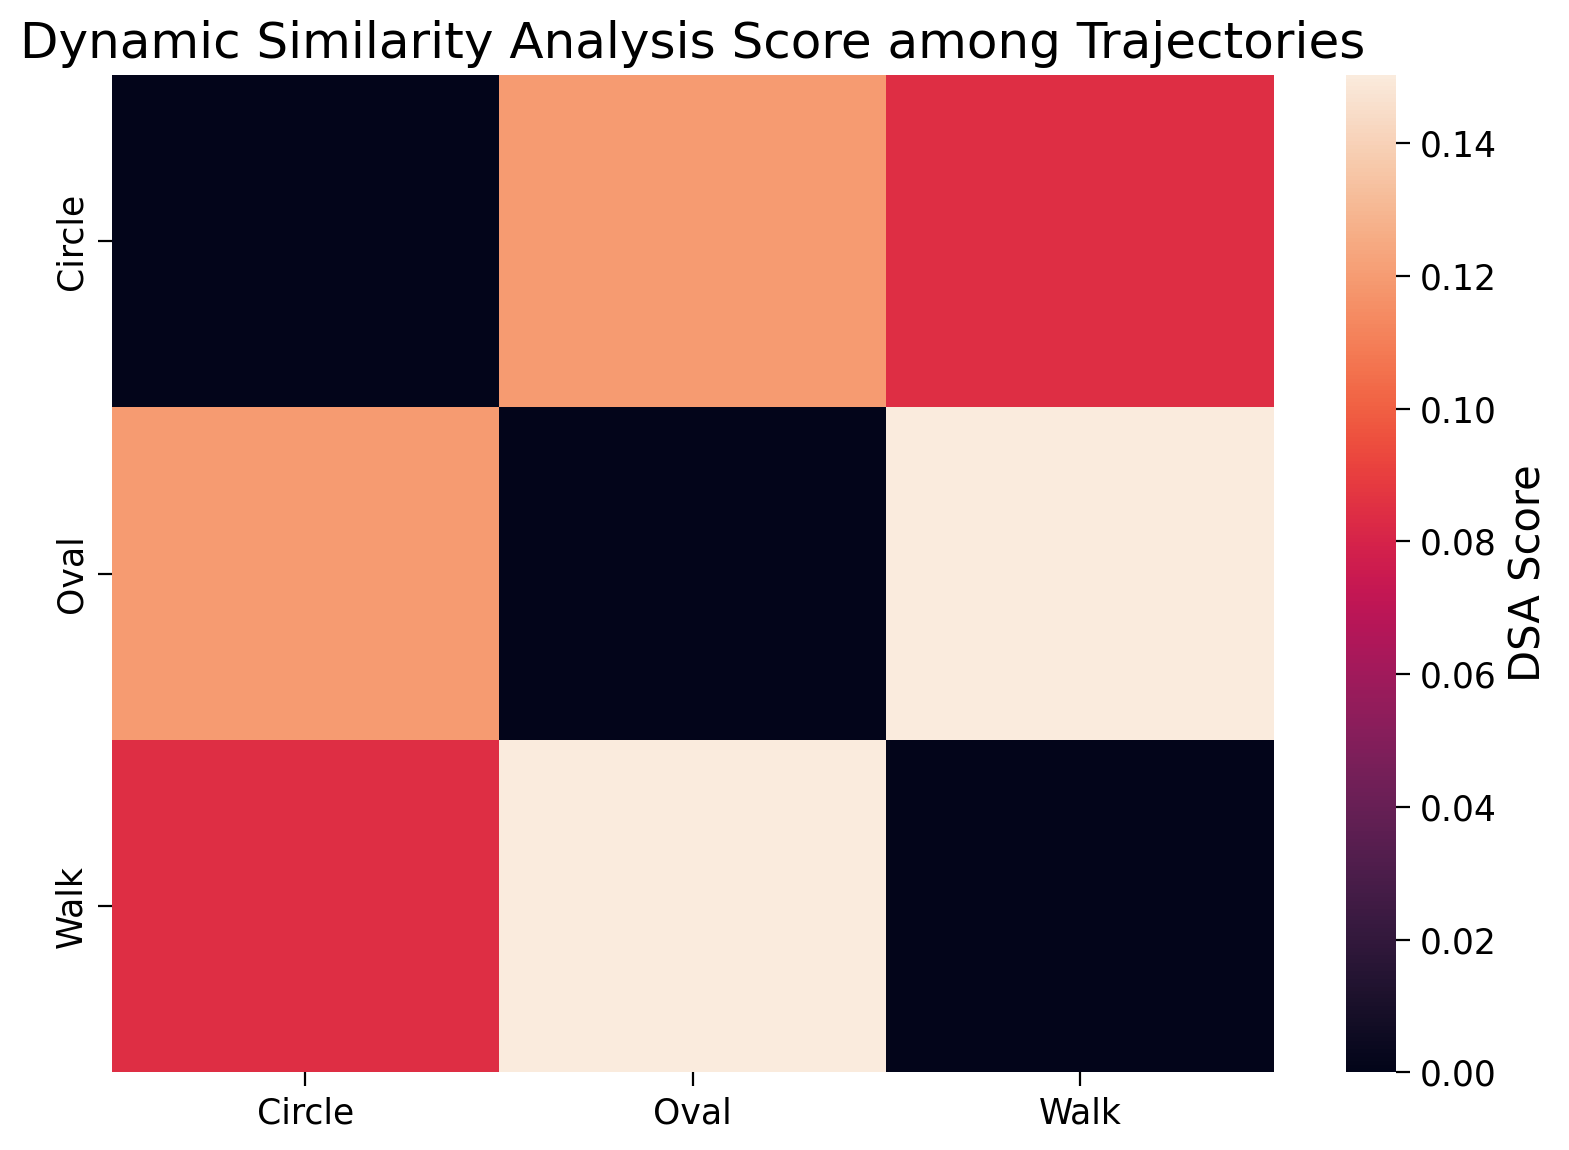 Dynamic Similarity Analysis Score among Trajectories
Circle
Oval
Walk
Circle
Oval
Walk
0.14
0.12
0.10
0.08
0.06
0.04
0.02
0.00
DSA Score